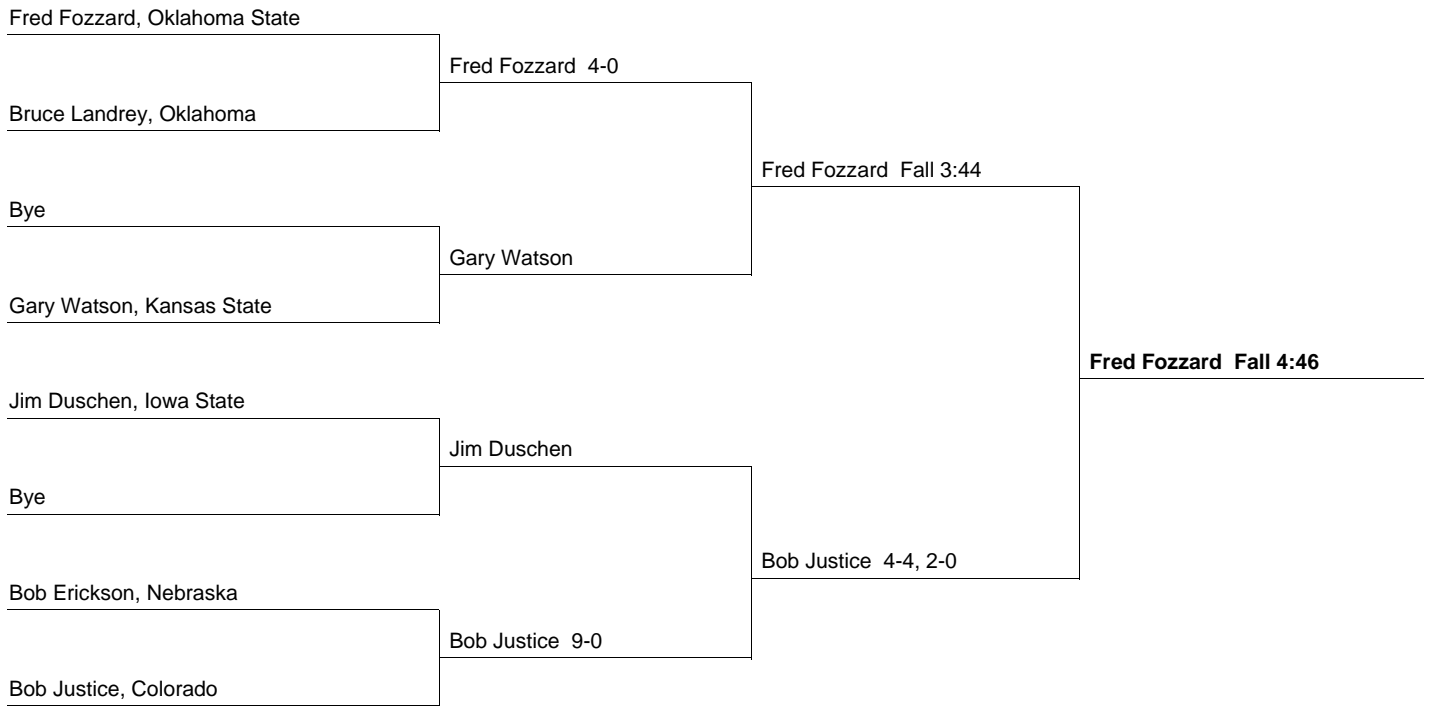 Fred Fozzard, Oklahoma State
Fred Fozzard  4-0
Bruce Landrey, Oklahoma
Fred Fozzard  Fall 3:44
Bye
Gary Watson
Gary Watson, Kansas State
Fred Fozzard  Fall 4:46
Jim Duschen, Iowa State
Jim Duschen
Bye
Bob Justice  4-4, 2-0
Bob Erickson, Nebraska
Bob Justice  9-0
Bob Justice, Colorado